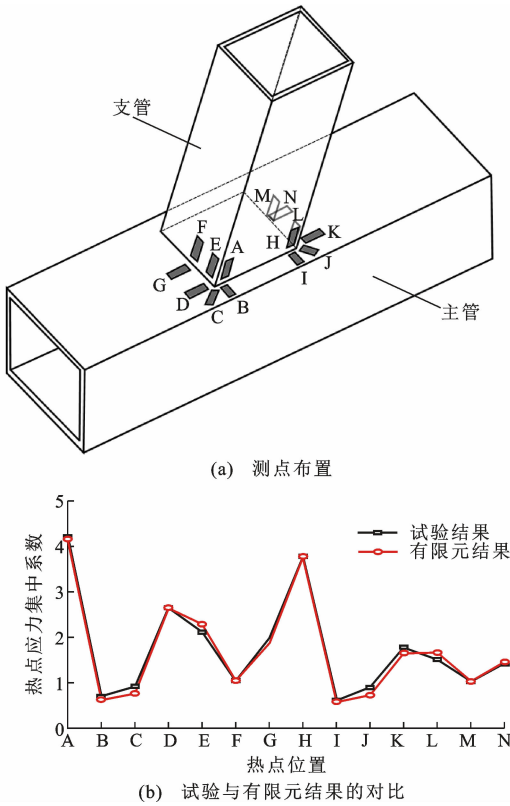 支管
M
N
F
L
E
A
H
K
G
J
D
I
B
C
主管
(a) 测点布置
5
试验结果
有限元结果
4
3
2
1
0
热点应力集中系数
A B C D E F G H I J K L M N
热点位置
(b) 试验与有限元结果的对比